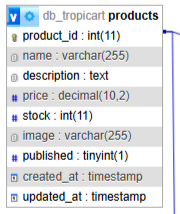 db_tropicart products
product_id : int(11)
name : varchar(255)
description : text
price : decimal(10,2)
stock : int(11)
image : varchar(255)
published : tinyint(1)
created_at : timestamp
updated_at : timestamp